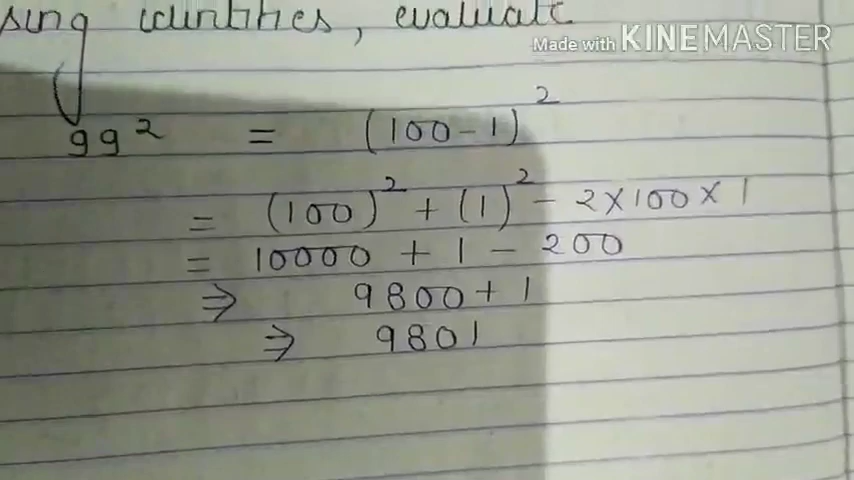 sing identities, evaluate
Made with KINEMASTER
99² = (100-1)²
= (100)² + (1)² - 2×100×1
= 10000 + 1 - 200
⇒ 9800+1
⇒ 9801